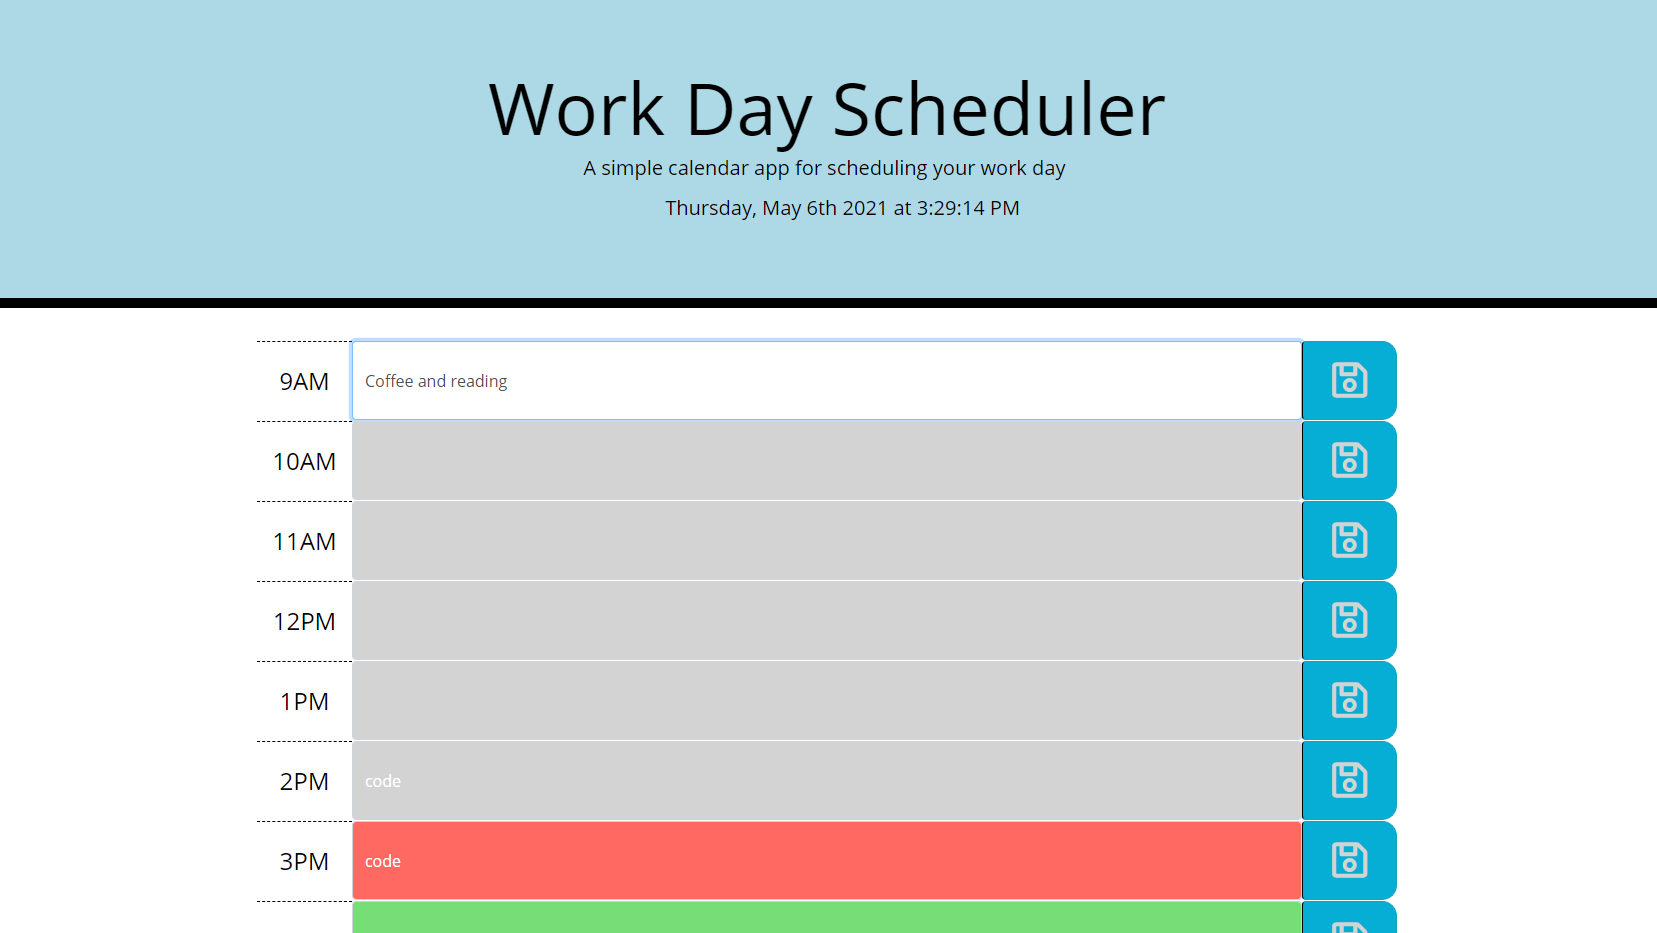 Work Day Scheduler
A simple calendar app for scheduling your work day
Thursday, May 6th 2021 at 3:29:14 PM
9AM Coffee and reading
10AM
11AM
12PM
1PM
2PM code
3PM code